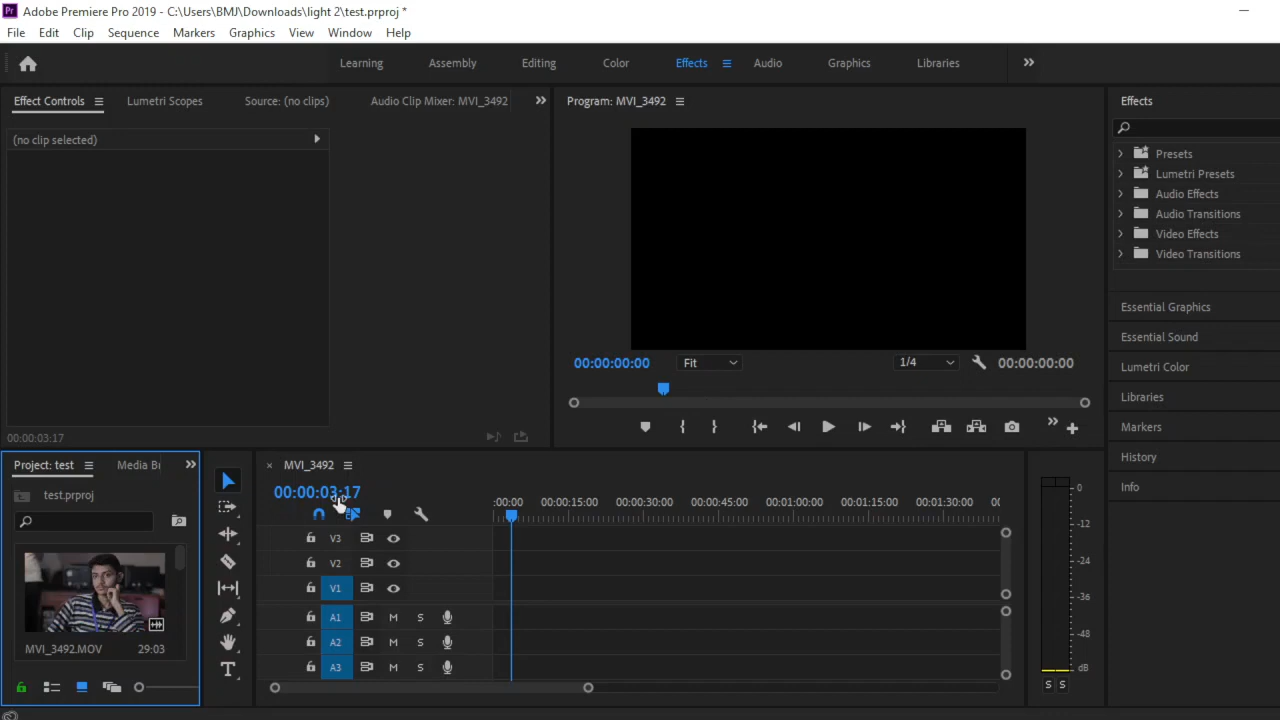 Pr Adobe Premiere Pro 2019 - C:\Users\BMJ\Downloads\light 2\test.prproj *
File Edit Clip Sequence Markers Graphics View Window Help
Learning Assembly Editing Color Effects Audio Graphics Libraries
Effect Controls Lumetri Scopes Source: (no clips) Audio Clip Mixer: MVI_3492
Program: MVI_3492
Effects
(no clip selected)
Presets
Lumetri Presets
Audio Effects
Audio Transitions
Video Effects
Video Transitions
Essential Graphics
Essential Sound
Lumetri Color
Libraries
Markers
History
Info
00:00:00:00 Fit 1/4 00:00:00:00
00:00:03:17
Project: test Media Br
test.prproj
MVI_3492.MOV 29:03
MVI_3492
00:00:03:17
:00:00 00:00:15:00 00:00:30:00 00:00:45:00 00:01:00:00 00:01:15:00 00:01:30:00 00
V3
V2
V1
A1 M S
A2 M S
A3 M S
0
-12
-24
-36
-48
dB
S S